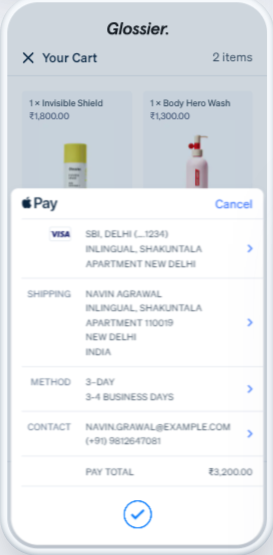 Glossier.
Your Cart 2 items
1 × Invisible Shield 1 × Body Hero Wash
₹1,800.00 ₹1,300.00
Pay Cancel
VISA SBI, DELHI (...1234)
INLINGUAL, SHAKUNTALA
APARTMENT NEW DELHI
SHIPPING NAVIN AGRAWAL
INLINGUAL, SHAKUNTALA
APARTMENT 110019
NEW DELHI
INDIA
METHOD 3-DAY
3-4 BUSINESS DAYS
CONTACT NAVIN.GRAWAL@EXAMPLE.COM
(+91) 9812647081
PAY TOTAL ₹3,200.00